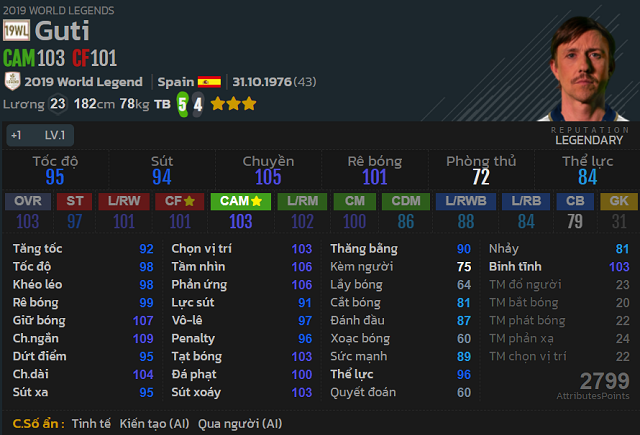 2019 WORLD LEGENDS
19WL Guti
CAM 103 CF 101
2019 World Legend Spain 31.10.1976 (43)
Lương 23 182cm 78kg TB 5 4
REPUTATION
LEGENDARY
+1 LV.1
Tốc độ Sút Chuyền Rê bóng Phòng thủ Thể lực
95 94 105 101 72 84
OVR ST L/RW CF CAM L/RM CM CDM L/RWB L/RB CB GK
103 97 101 101 103 102 100 86 88 84 79 31
Tăng tốc 92 Chọn vị trí 103 Thăng bằng 90 Nhảy 81
Tốc độ 98 Tầm nhìn 106 Kèm người 75 Bình tĩnh 103
Khéo léo 98 Phản ứng 106 Lấy bóng 64 TM đổ người 23
Rê bóng 99 Lực sút 91 Cắt bóng 81 TM bắt bóng 20
Giữ bóng 107 Vô-lê 97 Đánh đầu 87 TM phát bóng 22
Ch.ngắn 109 Penalty 96 Xoạc bóng 60 TM phản xạ 24
Dứt điểm 95 Tạt bóng 103 Sức mạnh 89 TM chọn vị trí 22
Ch.dài 104 Đá phạt 100 Thể lực 96
Sút xa 95 Sút xoáy 103 Quyết đoán 60
2799
AttributesPoints
C.Số ẩn : Tinh tế Kiến tạo (AI) Qua người (AI)